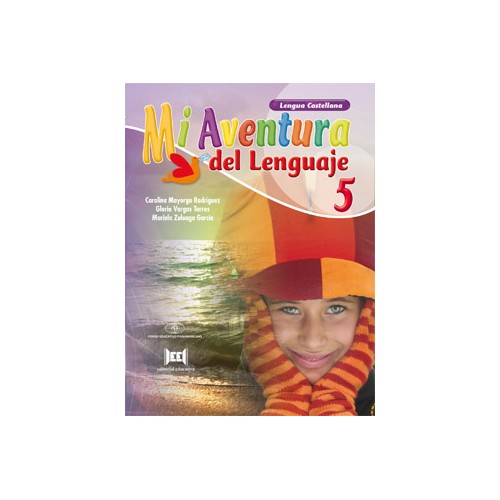 Lengua Castellana
Mi Aventura
del Lenguaje
5
Carolina Mayorga Rodríguez
Gloria Vargas Torres
Mariela Zuluaga García